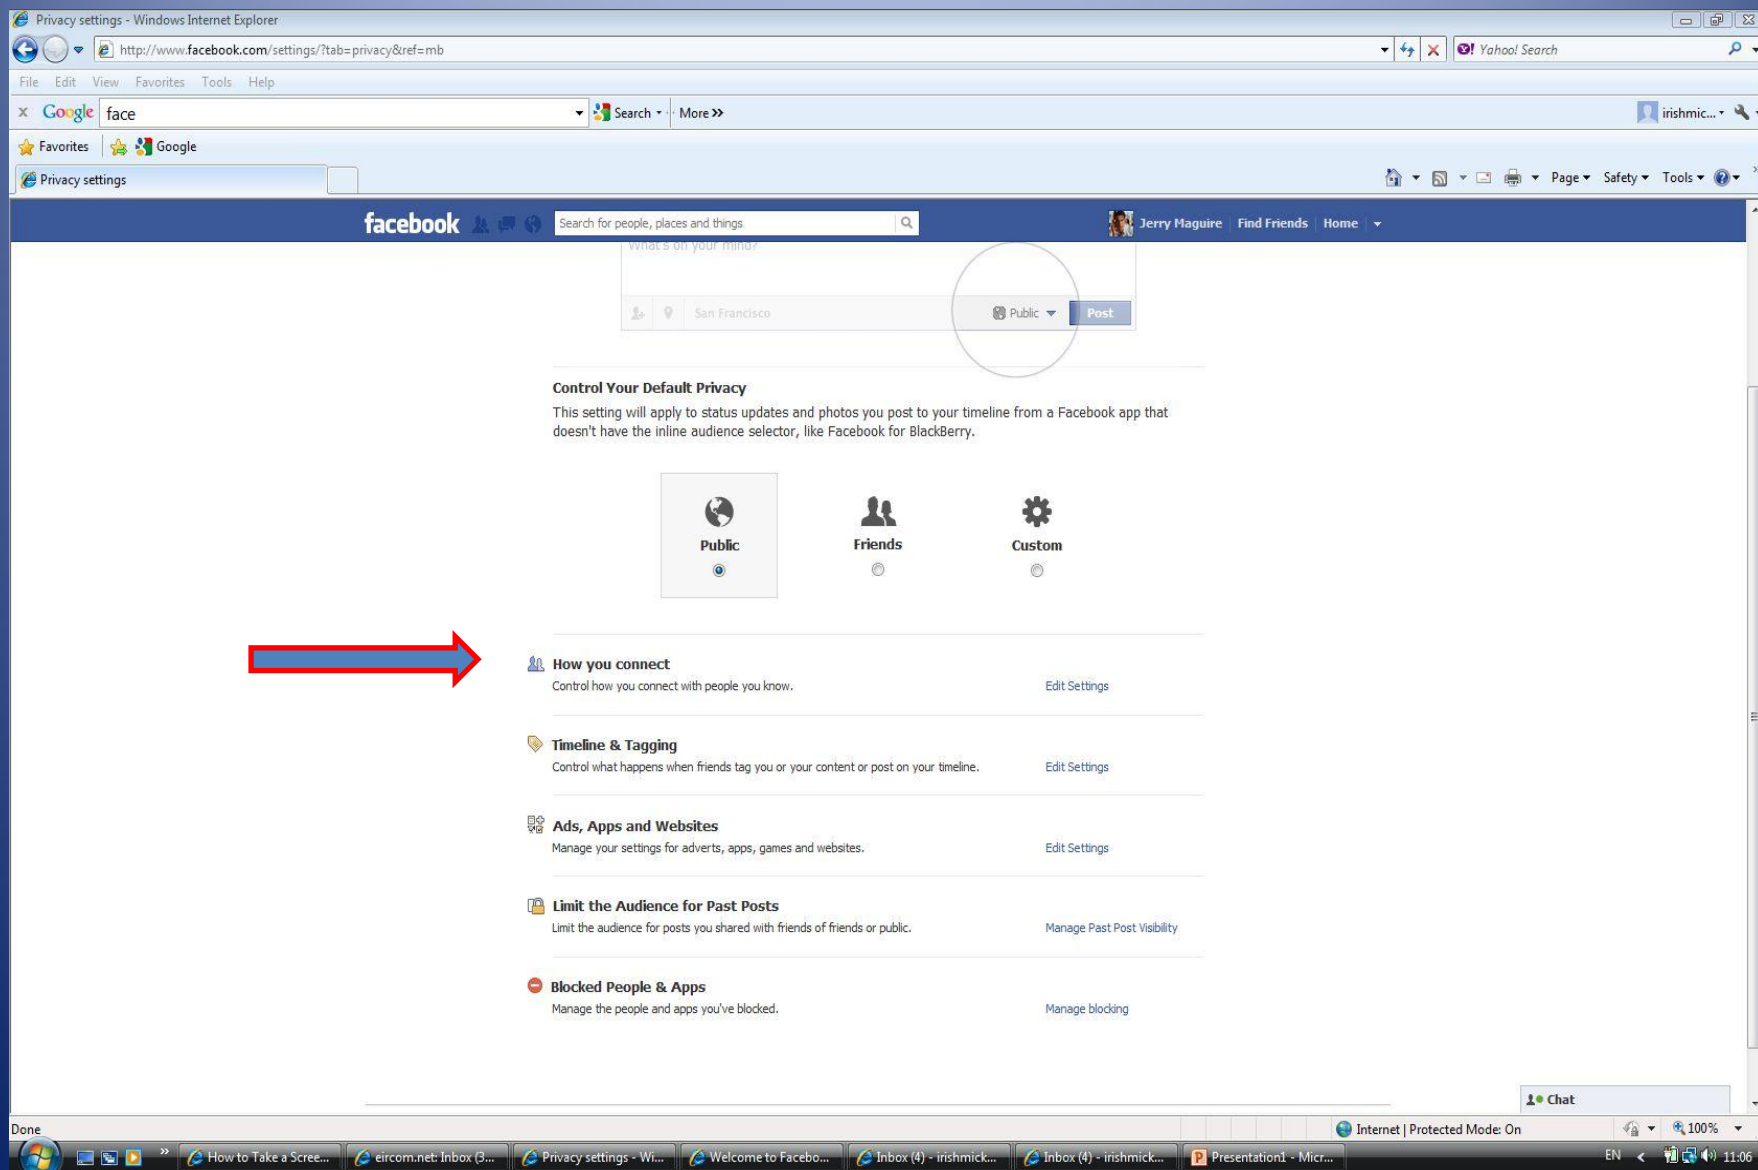 Privacy settings - Windows Internet Explorer
http://www.facebook.com/settings/?tab=privacy&ref=mb
Yahoo! Search
File Edit View Favorites Tools Help
x Google face Search More >> irishmic...
Favorites Google
Privacy settings
Page Safety Tools
facebook Search for people, places and things Jerry Maguire Find Friends Home
What's on your mind?
San Francisco Public Post
Control Your Default Privacy
This setting will apply to status updates and photos you post to your timeline from a Facebook app that
doesn't have the inline audience selector, like Facebook for BlackBerry.
Public Friends Custom
How you connect
Control how you connect with people you know. Edit Settings
Timeline & Tagging
Control what happens when friends tag you or your content or post on your timeline. Edit Settings
Ads, Apps and Websites
Manage your settings for adverts, apps, games and websites. Edit Settings
Limit the Audience for Past Posts
Limit the audience for posts you shared with friends of friends or public. Manage Past Post Visibility
Blocked People & Apps
Manage the people and apps you've blocked. Manage blocking
Chat
Done Internet | Protected Mode: On 100%
How to Take a Scree... eircom.net: Inbox (3... Privacy settings - Wi... Welcome to Facebo... Inbox (4) - irishmick... Inbox (4) - irishmick... Presentation1 - Micr... EN 11:06